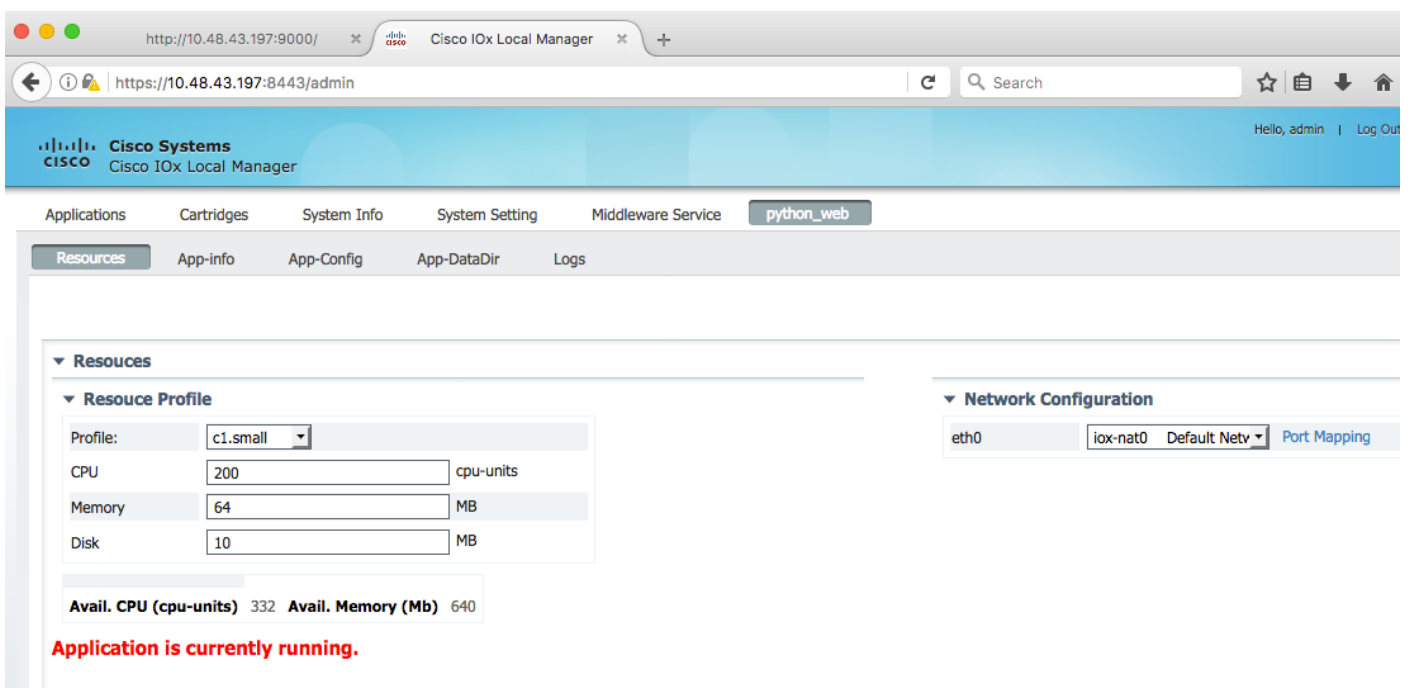 http://10.48.43.197:9000/ Cisco IOx Local Manager
https://10.48.43.197:8443/admin Search
Hello, admin | Log Out
CISCO Cisco Systems
Cisco IOx Local Manager
Applications Cartridges System Info System Setting Middleware Service python_web
Resources App-info App-Config App-DataDir Logs
Resouces
Resouce Profile
Profile: c1.small
CPU 200 cpu-units
Memory 64 MB
Disk 10 MB
Avail. CPU (cpu-units) 332 Avail. Memory (Mb) 640
Application is currently running.
Network Configuration
eth0 iox-nat0 Default Netv Port Mapping